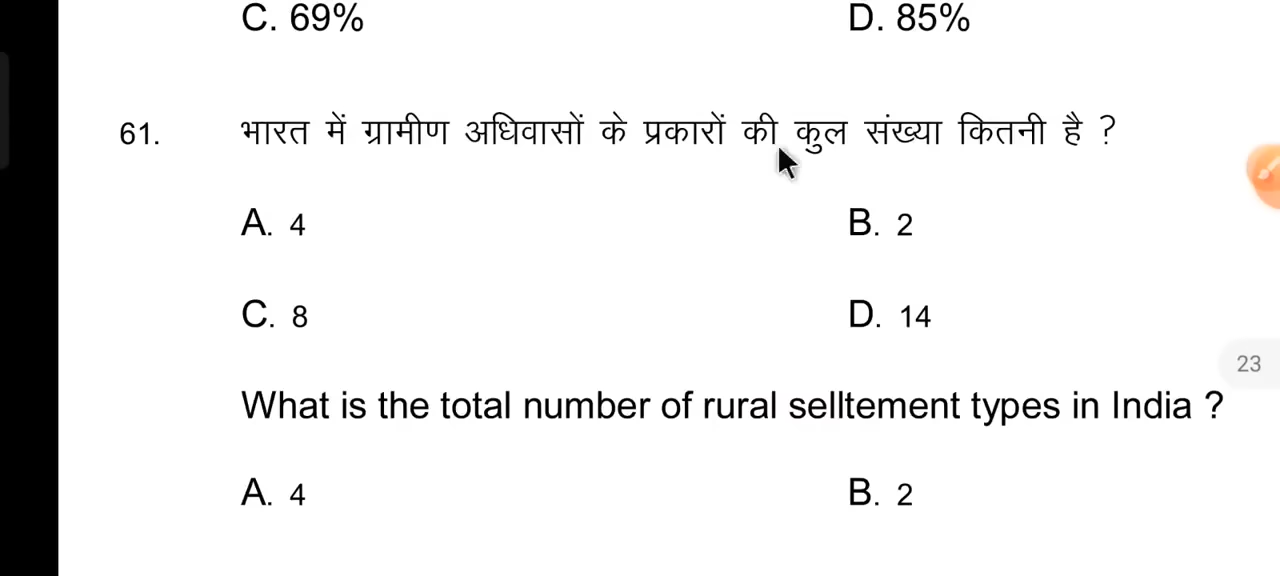 C. 69% D. 85%
61. भारत में ग्रामीण अधिवासों के प्रकारों की कुल संख्या कितनी है ?
A. 4 B. 2
C. 8 D. 14
23
What is the total number of rural selltement types in India ?
A. 4 B. 2